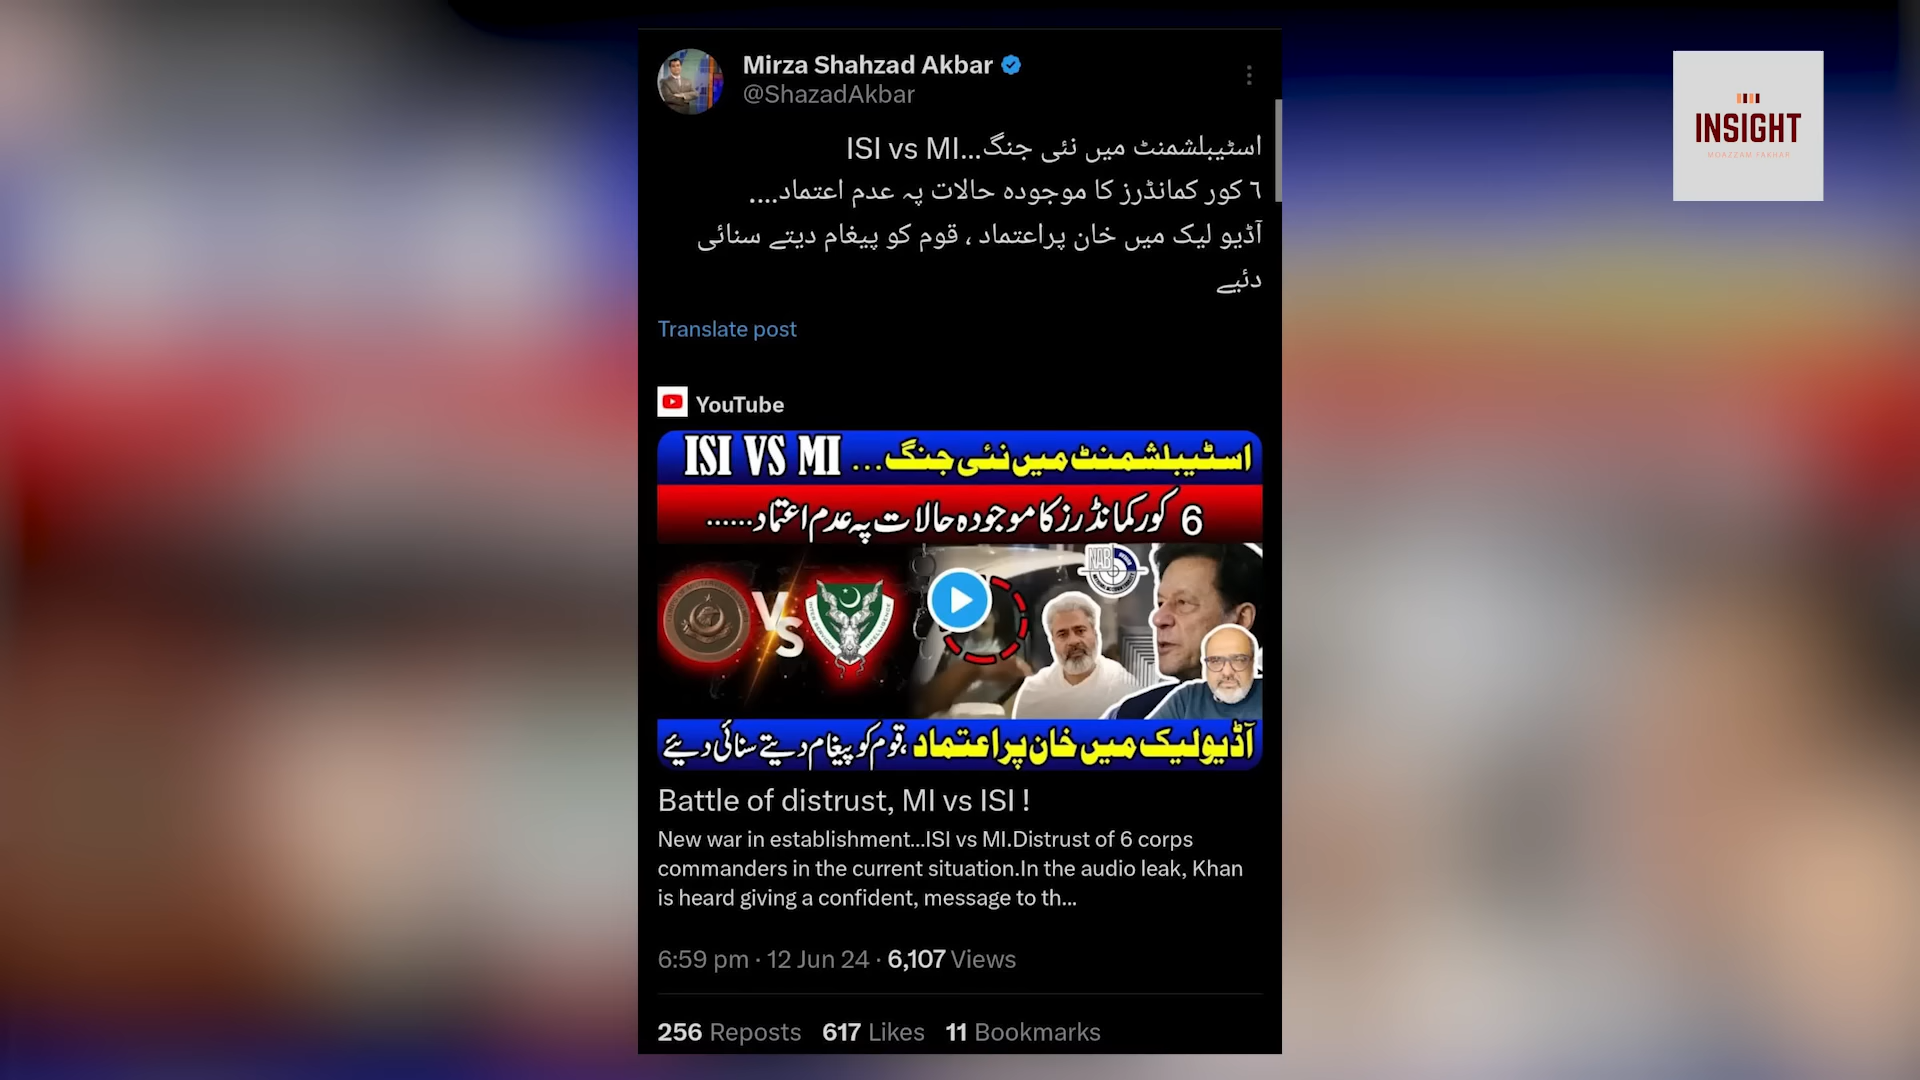 Mirza Shahzad Akbar
@ShazadAkbar
INSIGHT
MOAZZAM FAKHAR
اسٹیبلشمنٹ میں نئی جنگ...ISI vs MI
٦ کور کمانڈرز کا موجودہ حالات پہ عدم اعتماد....
آڈیو لیک میں خان پراعتماد ، قوم کو پیغام دیتے سنائی
دئیے
Translate post
YouTube
اسٹیبلشمنٹ میں نئی جنگ... ISI VS MI
6 کور کمانڈرز کا موجودہ حالات پہ عدم اعتماد......
VS
NAB
INTELLIGENCE
آڈیولیک میں خان پراعتماد ،قوم کو پیغام دیتے سنائی دیئے
Battle of distrust, MI vs ISI !
New war in establishment...ISI vs MI.Distrust of 6 corps
commanders in the current situation.In the audio leak, Khan
is heard giving a confident, message to th...
6:59 pm · 12 Jun 24 · 6,107 Views
256 Reposts 617 Likes 11 Bookmarks